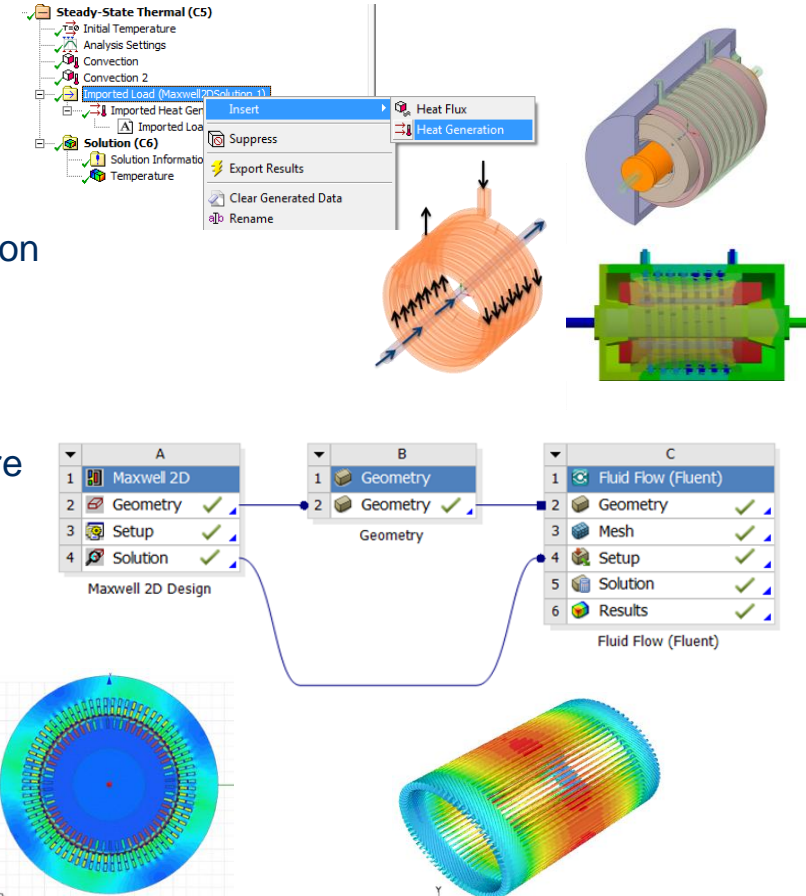 Steady-State Thermal (C5)
T=0 Initial Temperature
Analysis Settings
Convection
Convection 2
Imported Load (Maxwell2DSolution 1)
Imported Heat Gen
A Imported Loa
Solution (C6)
Solution Informatio
Temperature
Insert
Suppress
Export Results
Clear Generated Data
Rename
Heat Flux
Heat Generation
on
re
A
1 Maxwell 2D
2 Geometry
3 Setup
4 Solution
Maxwell 2D Design
B
1 Geometry
2 Geometry
Geometry
C
1 Fluid Flow (Fluent)
2 Geometry
3 Mesh
4 Setup
5 Solution
6 Results
Fluid Flow (Fluent)
Y